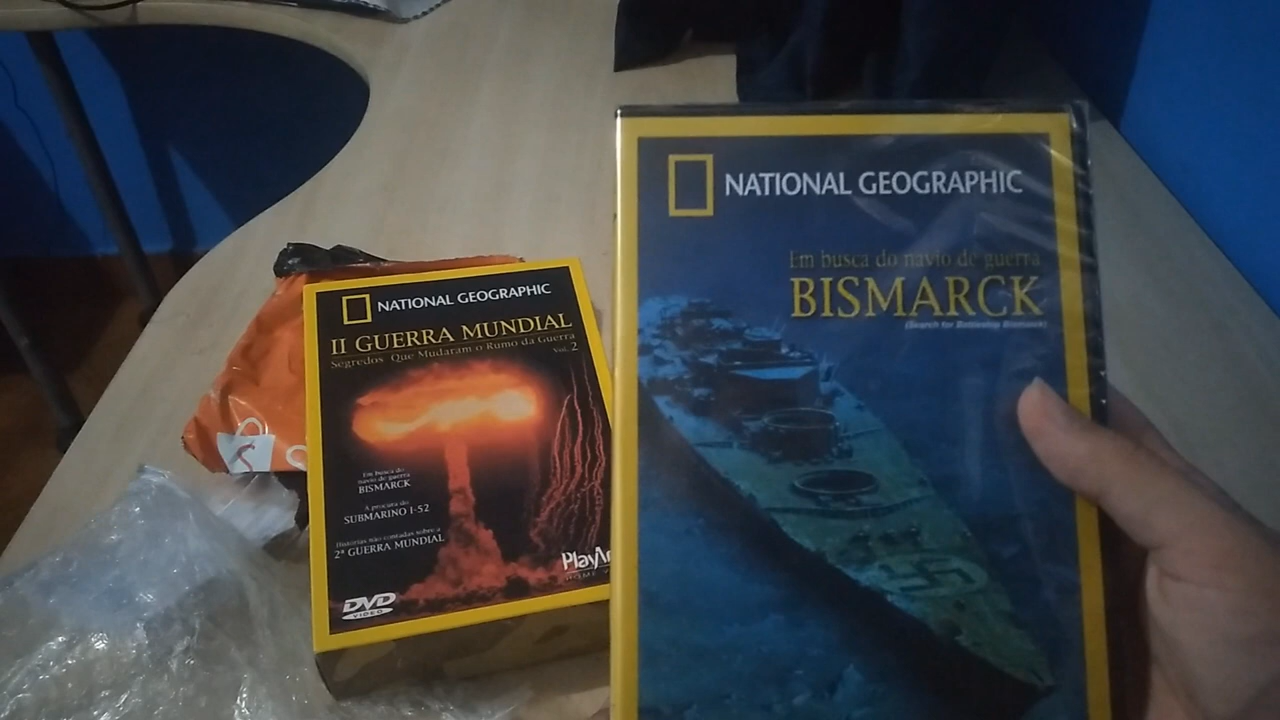 NATIONAL GEOGRAPHIC
II GUERRA MUNDIAL
Segredos Que Mudaram o Rumo da Guerra
Vol. 2
Em busca do
navio de guerra
BISMARCK
A procura do
SUBMARINO I-52
Histórias não contadas sobre a
2ª GUERRA MUNDIAL
DVD
VIDEO
NATIONAL GEOGRAPHIC
Em busca do navio de guerra
BISMARCK
(Search for Battleship Bismarck)